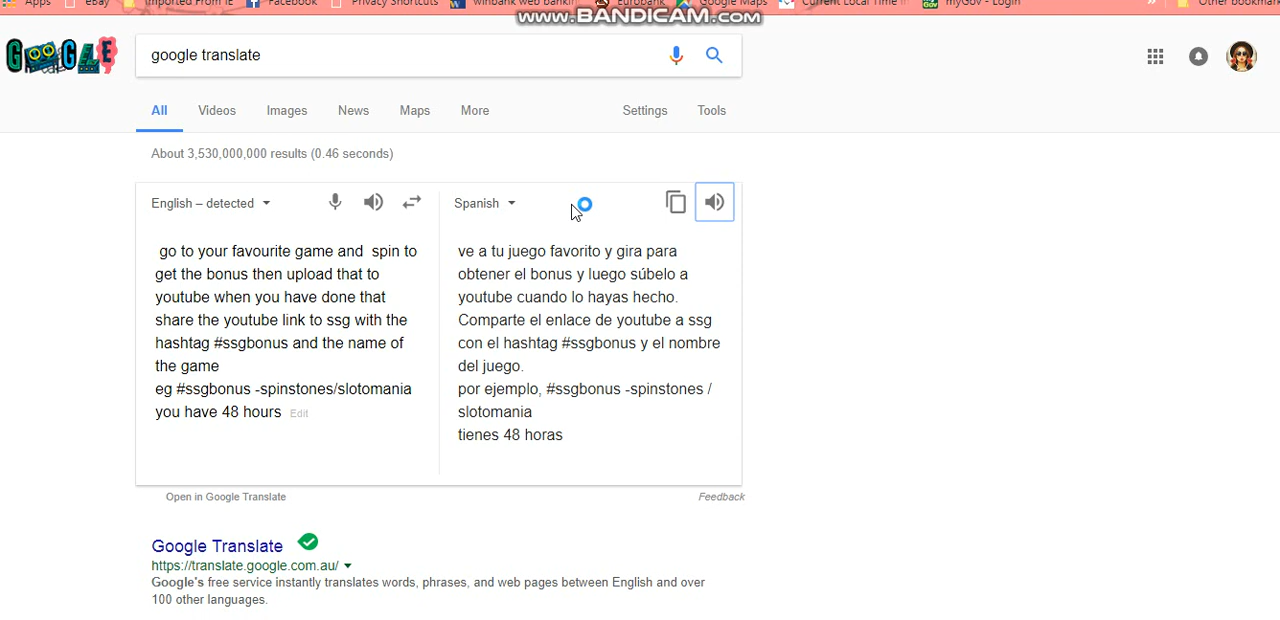 Apps eBay Imported From IE Facebook Privacy Shortcuts winbank web banki Eurobank Google Maps Current Local Time i myGov - Login » Other bookmar
www.BANDICAM.com
GOOGLE
google translate
All Videos Images News Maps More Settings Tools
About 3,530,000,000 results (0.46 seconds)
English – detected
go to your favourite game and spin to
get the bonus then upload that to
youtube when you have done that
share the youtube link to ssg with the
hashtag #ssgbonus and the name of
the game
eg #ssgbonus -spinstones/slotomania
you have 48 hours Edit
Spanish
ve a tu juego favorito y gira para
obtener el bonus y luego súbelo a
youtube cuando lo hayas hecho.
Comparte el enlace de youtube a ssg
con el hashtag #ssgbonus y el nombre
del juego.
por ejemplo, #ssgbonus -spinstones /
slotomania
tienes 48 horas
Open in Google Translate Feedback
Google Translate
https://translate.google.com.au/
Google's free service instantly translates words, phrases, and web pages between English and over
100 other languages.